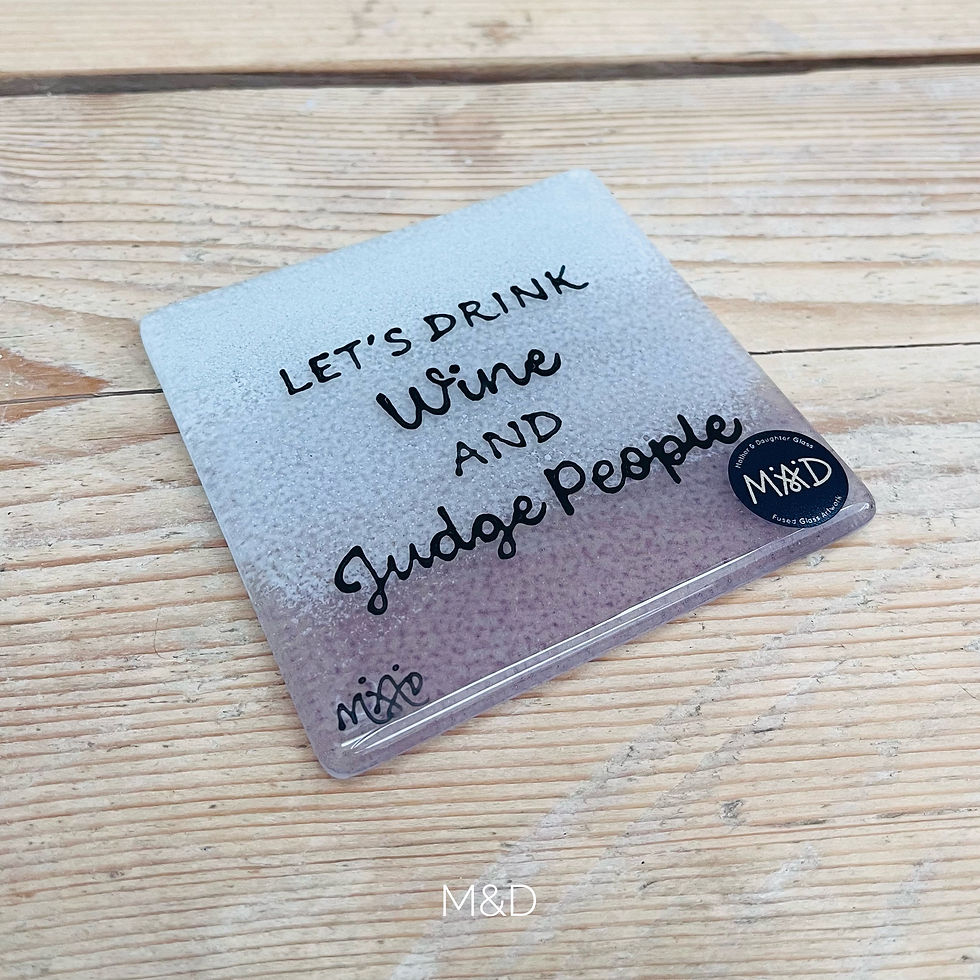 LET'S DRINK
Wine
AND
Judge People
Mother & Daughter Glass
M&D
Fused Glass Artwork
M&D
M&D